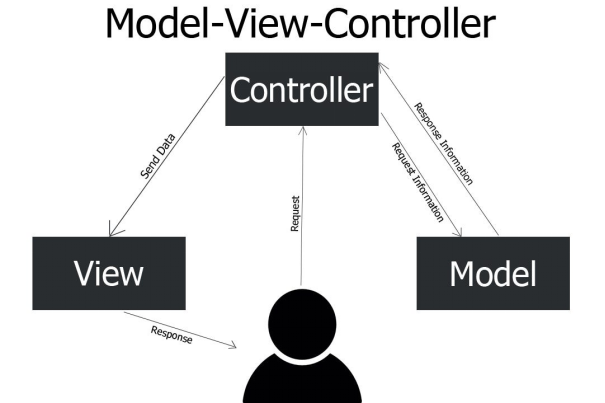 Model-View-Controller
Controller
Send Data
Request
Request Information
Response Information
View
Model
Response